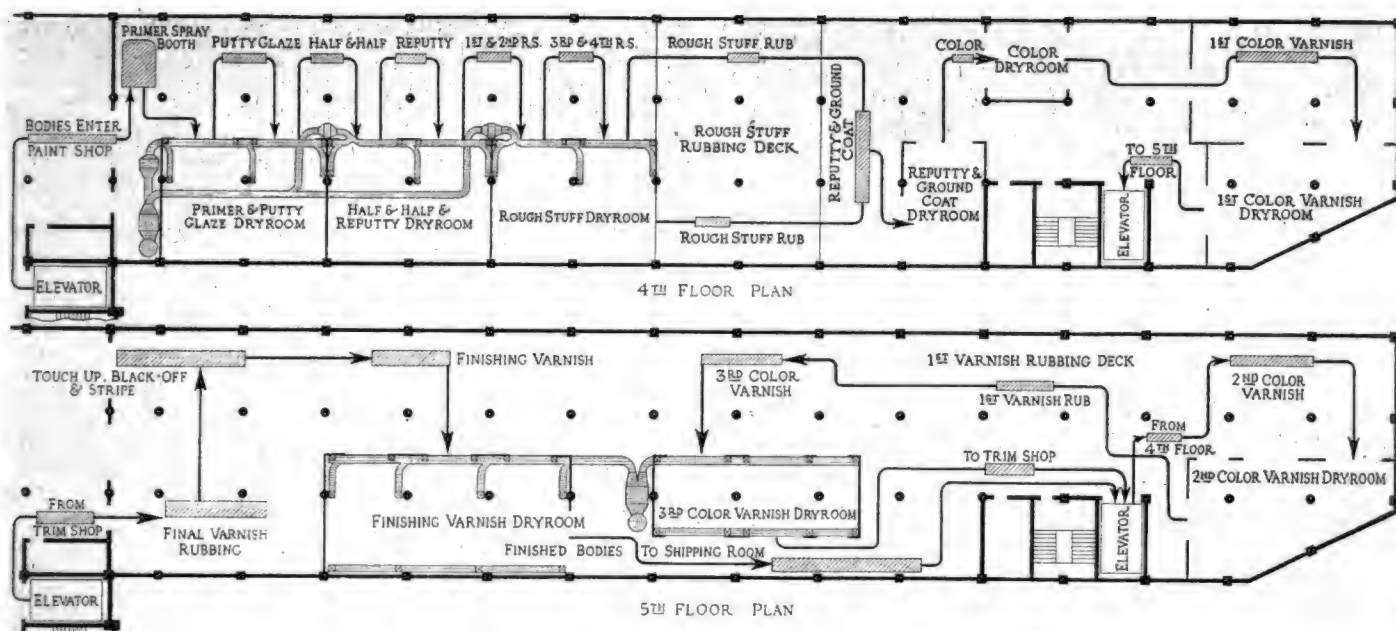 PRIMER SPRAY
BOOTH
PUTTY GLAZE
HALF & HALF
REPUTTY
1ST & 2ND R.S.
3RD & 4TH R.S.
ROUGH STUFF RUB
COLOR
COLOR
DRYROOM
1ST COLOR VARNISH
BODIES ENTER
PAINT SHOP
ROUGH STUFF
RUBBING DECK
REPUTTY & GROUND
COAT
TO 5TH
FLOOR
REPUTTY &
GROUND
COAT
DRYROOM
PRIMER & PUTTY
GLAZE DRYROOM
HALF & HALF &
REPUTTY DRYROOM
ROUGH STUFF DRYROOM
ROUGH STUFF RUB
ELEVATOR
1ST COLOR VARNISH
DRYROOM
ELEVATOR
4TH FLOOR PLAN
TOUCH UP, BLACK-OFF
& STRIPE
FINISHING VARNISH
3RD COLOR
VARNISH
1ST VARNISH RUBBING DECK
1ST VARNISH RUB
2ND COLOR
VARNISH
FROM
4TH FLOOR
TO TRIM SHOP
2ND COLOR VARNISH DRYROOM
FROM
TRIM SHOP
FINAL VARNISH
RUBBING
FINISHING VARNISH DRYROOM
3RD COLOR VARNISH DRYROOM
FINISHED BODIES TO SHIPPING ROOM
ELEVATOR
ELEVATOR
5TH FLOOR PLAN